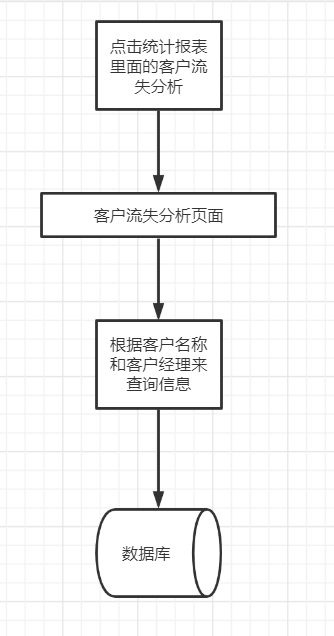 点击统计报表
里面的客户流
失分析
客户流失分析页面
根据客户名称
和客户经理来
查询信息
数据库